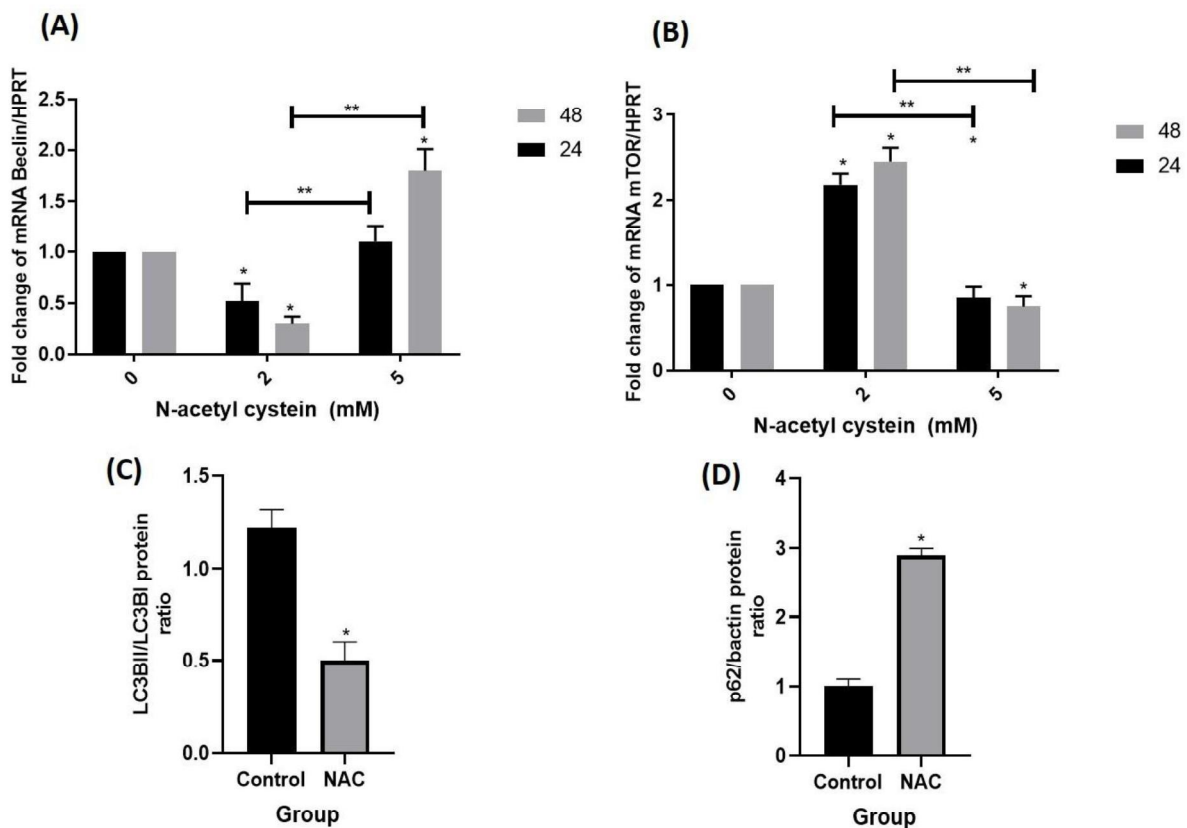 (A)
Fold change of mRNA Beclin/HPRT
2.5
2.0
1.5
1.0
0.5
0.0
**
**
*
*
*
48
24
0
2
5
N-acetyl cystein (mM)
(B)
Fold change of mRNA mTOR/HPRT
3
2
1
0
**
**
*
*
*
*
48
24
0
2
5
N-acetyl cystein (mM)
(C)
LC3BII/LC3BI protein
ratio
1.5
1.0
0.5
0.0
*
Control NAC
Group
(D)
p62/bactin protein
ratio
4
3
2
1
0
*
Control NAC
Group